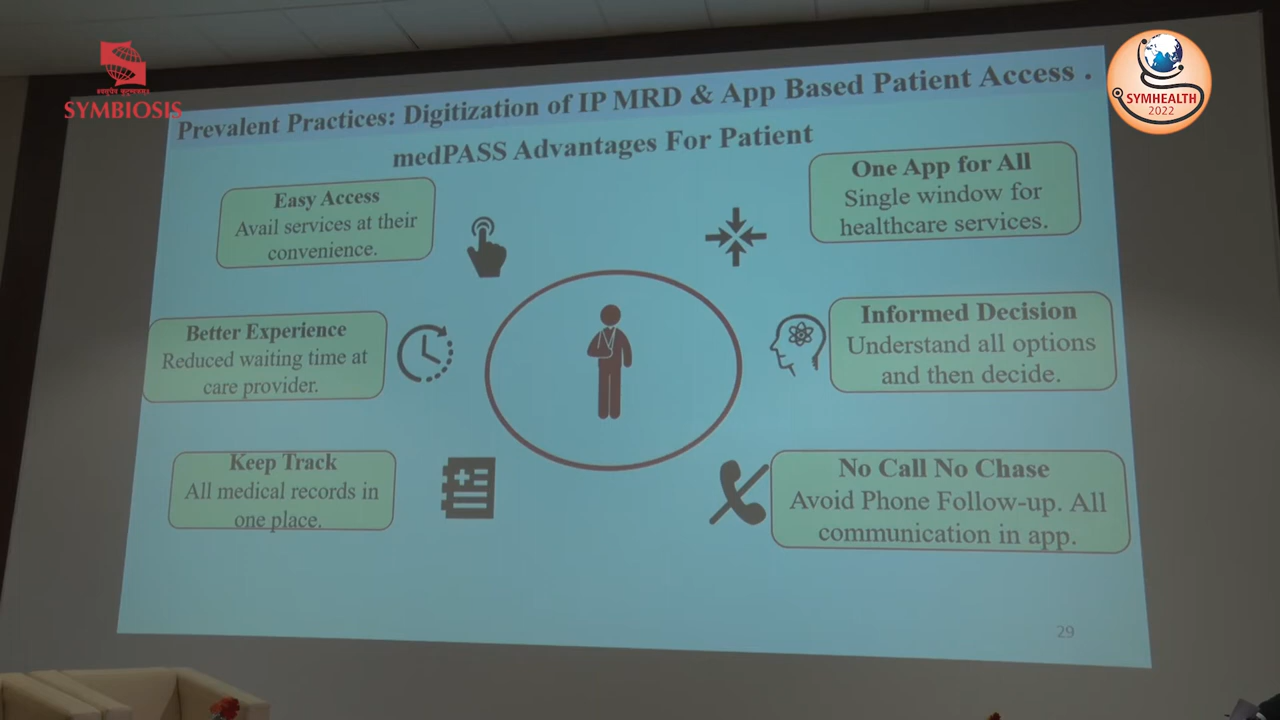 SYMBIOSIS
SYMHEALTH
2022
Prevalent Practices: Digitization of IP MRD & App Based Patient Access .
medPASS Advantages For Patient
Easy Access
Avail services at their
convenience.
One App for All
Single window for
healthcare services.
Better Experience
Reduced waiting time at
care provider.
Informed Decision
Understand all options
and then decide.
Keep Track
All medical records in
one place.
No Call No Chase
Avoid Phone Follow-up. All
communication in app.
29